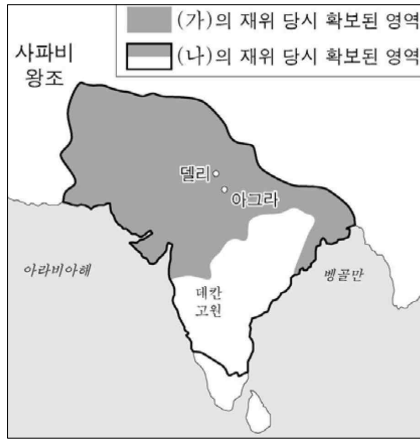 (가)의 재위 당시 확보된 영역
(나)의 재위 당시 확보된 영역
사파비
왕조
델리
아그라
아라비아해
데칸
고원
벵골만